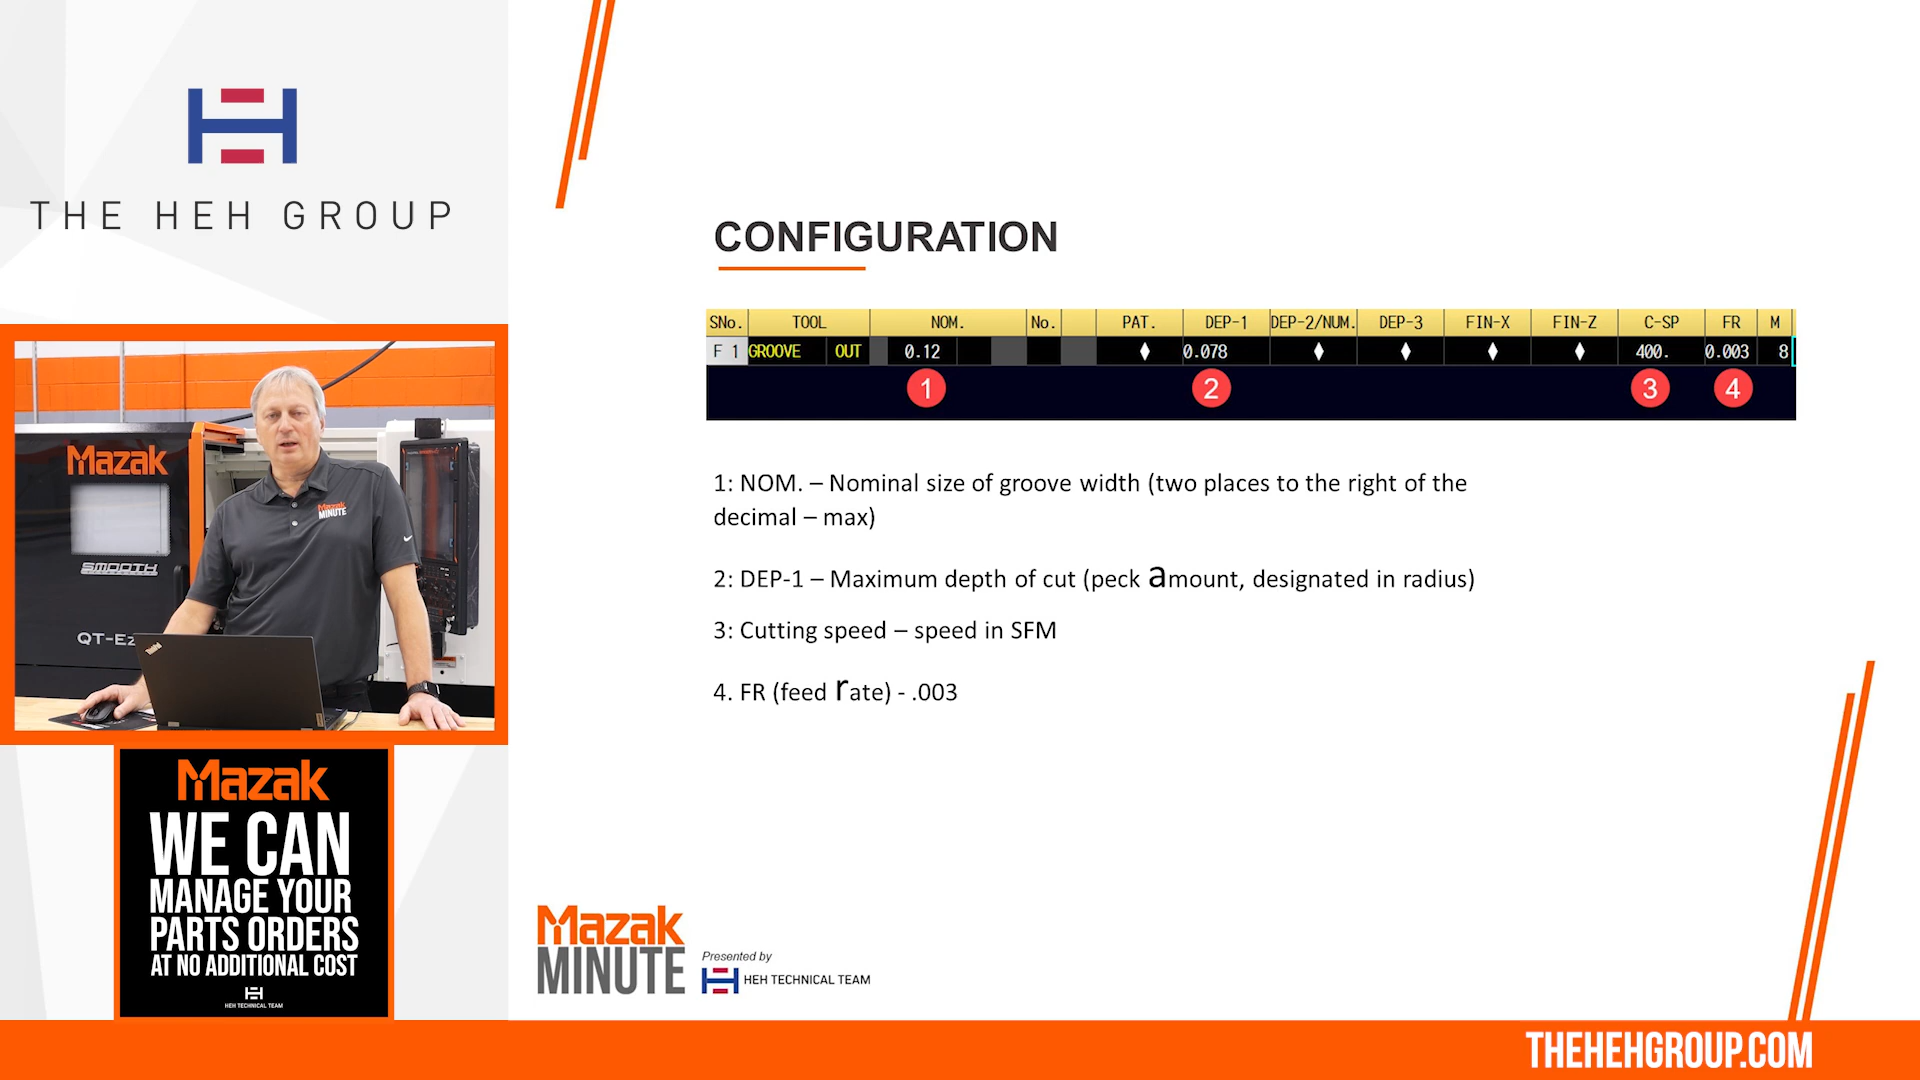 THE HEH GROUP
Mazak
SMOOTH
QT-Ez
Mazak
MINUTE
ThinkPad
Mazak
WE CAN
MANAGE YOUR
PARTS ORDERS
AT NO ADDITIONAL COST
HEH TECHNICAL TEAM
CONFIGURATION
SNo. TOOL NOM. No. PAT. DEP-1 DEP-2/NUM. DEP-3 FIN-X FIN-Z C-SP FR M
F 1 GROOVE OUT 0.12 ♦ 0.078 ♦ ♦ ♦ ♦ 400. 0.003 8
1 2 3 4
1: NOM. – Nominal size of groove width (two places to the right of the
decimal – max)
2: DEP-1 – Maximum depth of cut (peck amount, designated in radius)
3: Cutting speed – speed in SFM
4. FR (feed rate) - .003
Mazak
MINUTE
Presented by
HEH TECHNICAL TEAM
THEHEHGROUP.COM